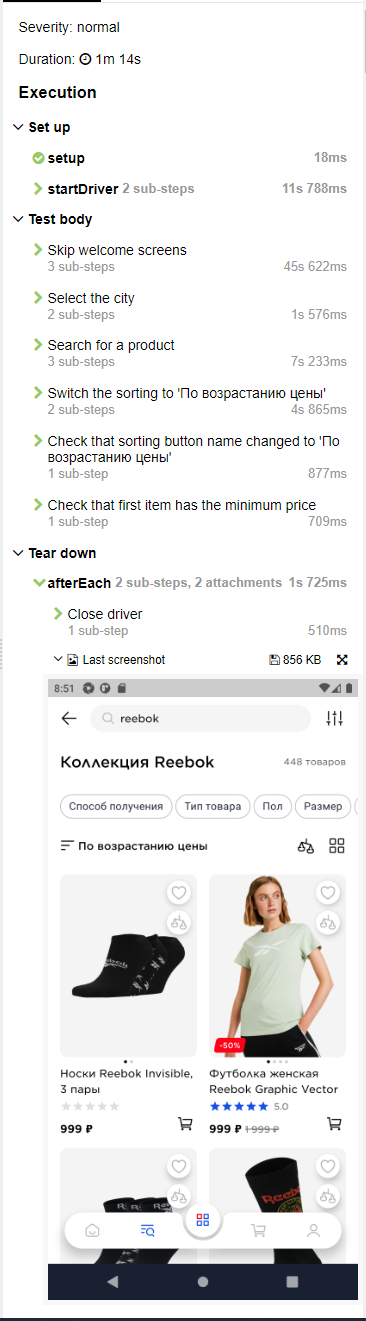 Severity: normal
Duration: 1m 14s
Execution
Set up
setup 18ms
startDriver 2 sub-steps 11s 788ms
Test body
Skip welcome screens
3 sub-steps 45s 622ms
Select the city
2 sub-steps 1s 576ms
Search for a product
3 sub-steps 7s 233ms
Switch the sorting to 'По возрастанию цены'
2 sub-steps 4s 865ms
Check that sorting button name changed to 'По
возрастанию цены'
1 sub-step 877ms
Check that first item has the minimum price
1 sub-step 709ms
Tear down
afterEach 2 sub-steps, 2 attachments 1s 725ms
Close driver
1 sub-step 510ms
Last screenshot 856 KB
8:51
reebok
Коллекция Reebok 448 товаров
Способ получения Тип товара Пол Размер
По возрастанию цены
-50%
Носки Reebok Invisible,
3 пары
999 ₽
Футболка женская
Reebok Graphic Vector
5.0
999 ₽ 1 999 ₽
Reebok